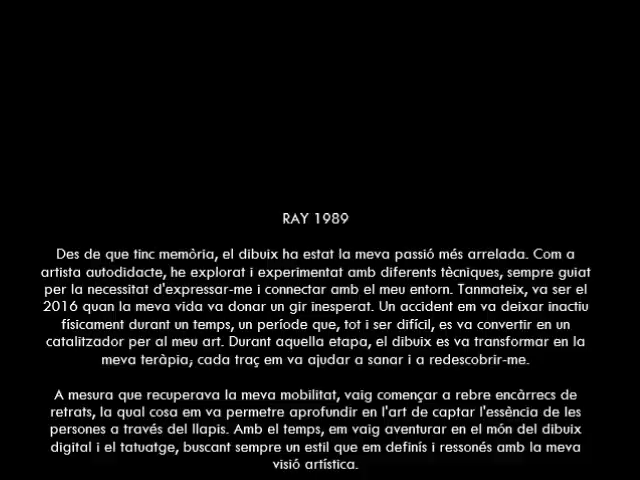 RAY 1989
Des de que tinc memòria, el dibuix ha estat la meva passió més arrelada. Com a
artista autodidacte, he explorat i experimentat amb diferents tècniques, sempre guiat
per la necessitat d'expressar-me i connectar amb el meu entorn. Tanmateix, va ser el
2016 quan la meva vida va donar un gir inesperat. Un accident em va deixar inactiu
físicament durant un temps, un període que, tot i ser difícil, es va convertir en un
catalitzador per al meu art. Durant aquella etapa, el dibuix es va transformar en la
meva teràpia; cada traç em va ajudar a sanar i a redescobrir-me.
A mesura que recuperava la meva mobilitat, vaig començar a rebre encàrrecs de
retrats, la qual cosa em va permetre aprofundir en l'art de captar l'essència de les
persones a través del llapis. Amb el temps, em vaig aventurar en el món del dibuix
digital i el tatuatge, buscant sempre un estil que em definís i ressonés amb la meva
visió artística.